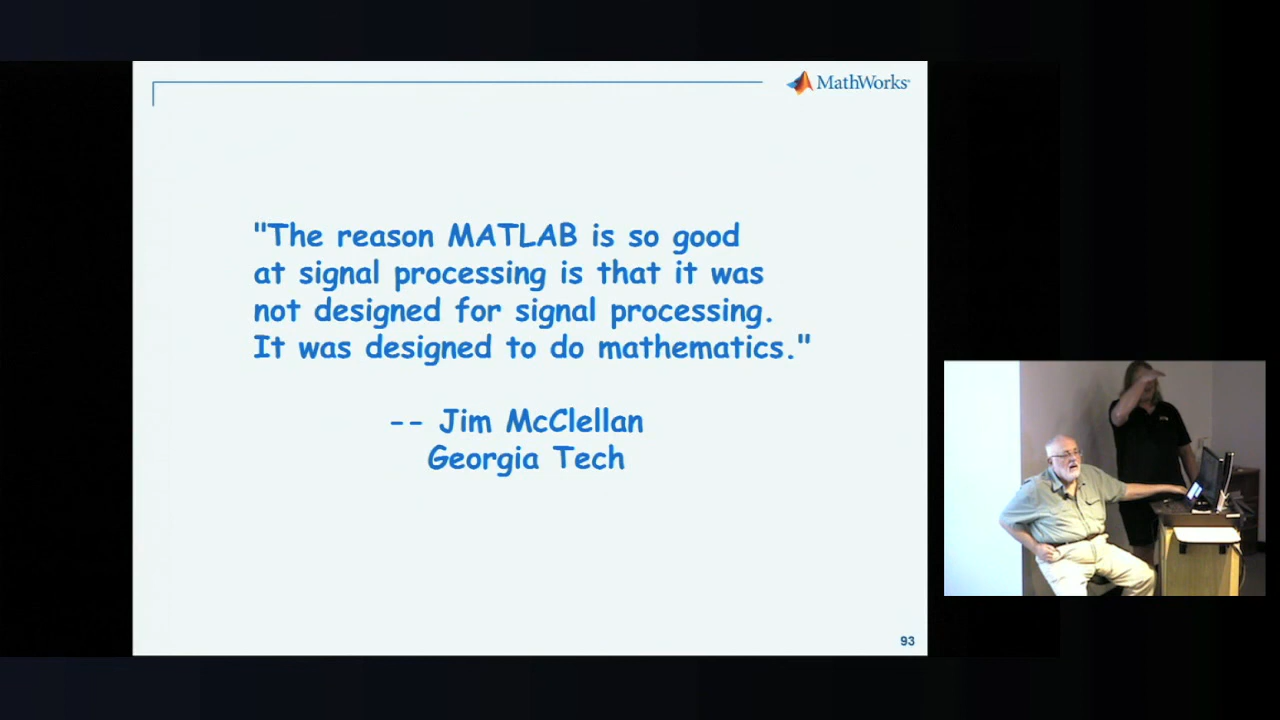 MathWorks
"The reason MATLAB is so good
at signal processing is that it was
not designed for signal processing.
It was designed to do mathematics."
-- Jim McClellan
Georgia Tech
93